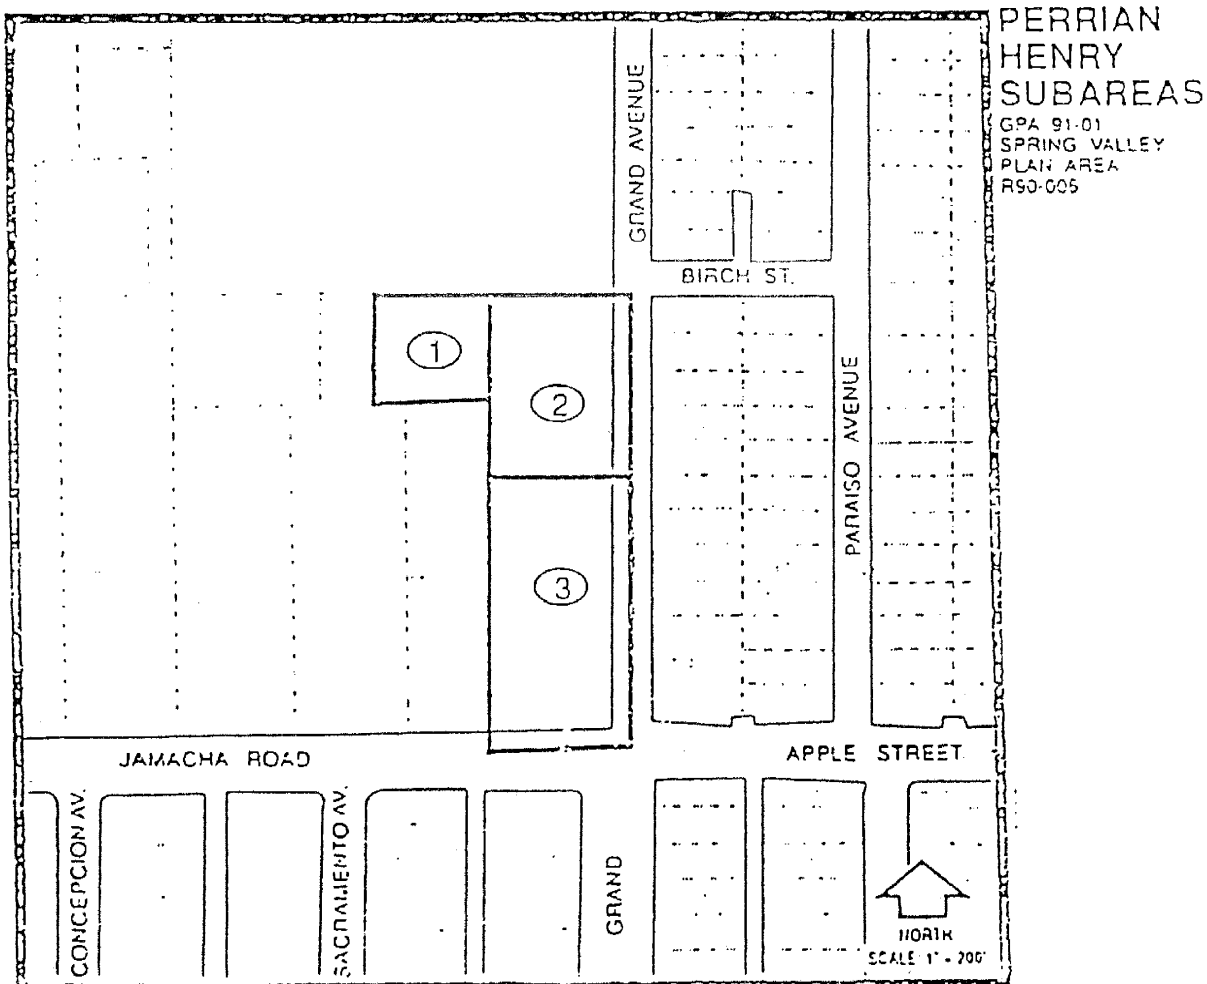 PERRIAN
HENRY
SUBAREAS
GPA 91-01
SPRING VALLEY
PLAN AREA
R90-005
GRAND AVENUE
BIRCH ST.
1
2
PARAISO AVENUE
3
JAMACHA ROAD
APPLE STREET
CONCEPCION AV.
SACRAMENTO AV.
GRAND
NORTH
SCALE 1" = 200'